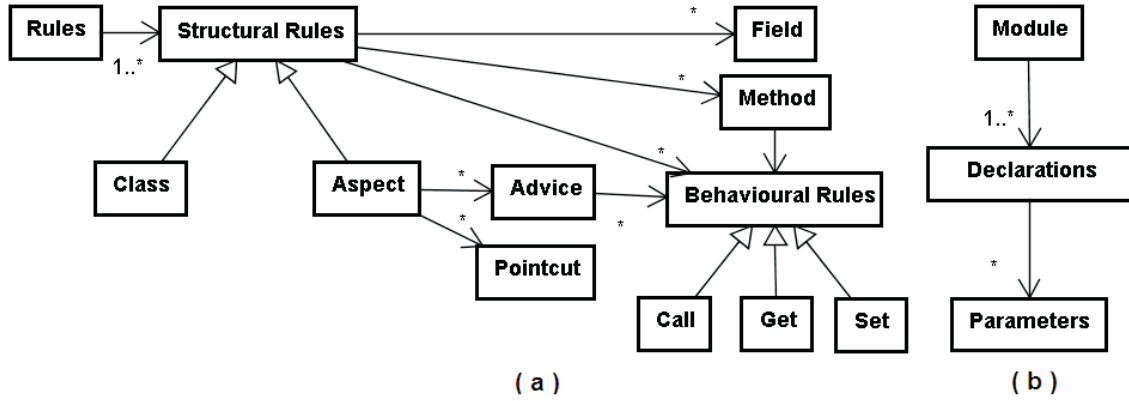 Rules
1..*
Structural Rules
*
Field
*
Method
*
Class
Aspect
*
Advice
*
*
Pointcut
Behavioural Rules
Call
Get
Set
( a )
Module
1..*
Declarations
*
Parameters
( b )